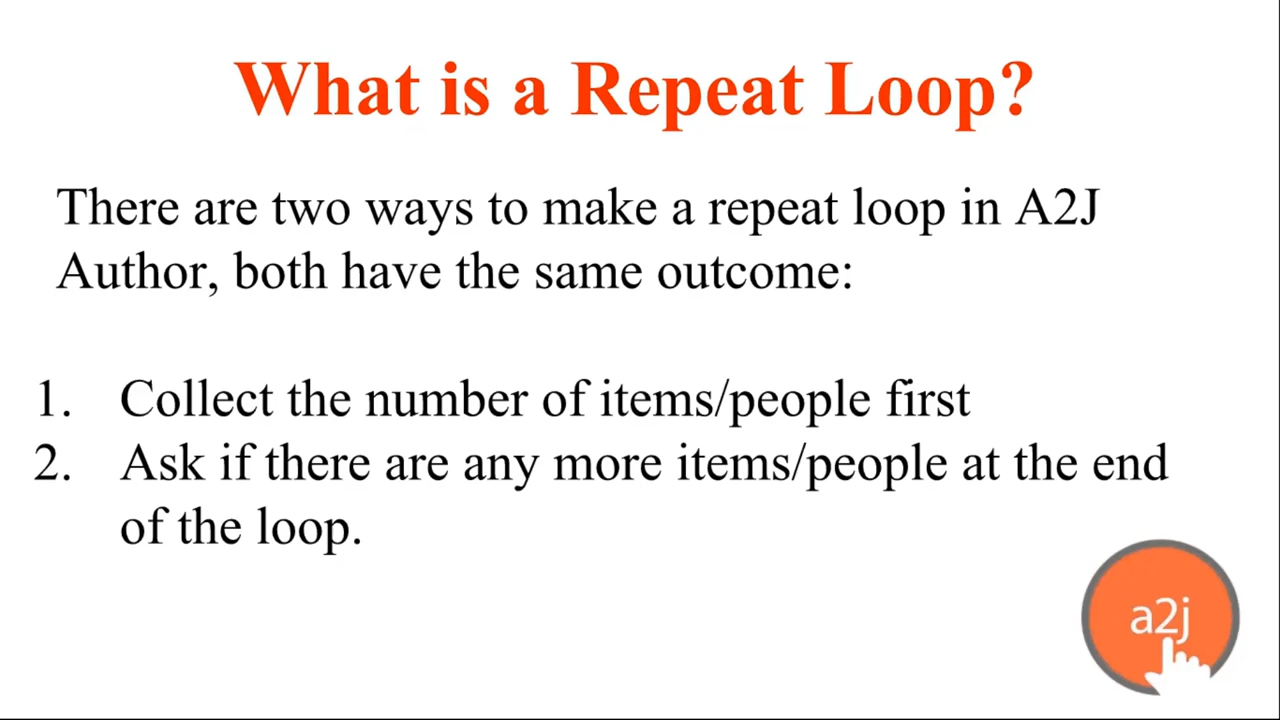 What is a Repeat Loop?
There are two ways to make a repeat loop in A2J
Author, both have the same outcome:
1. Collect the number of items/people first
2. Ask if there are any more items/people at the end
of the loop.
a2j